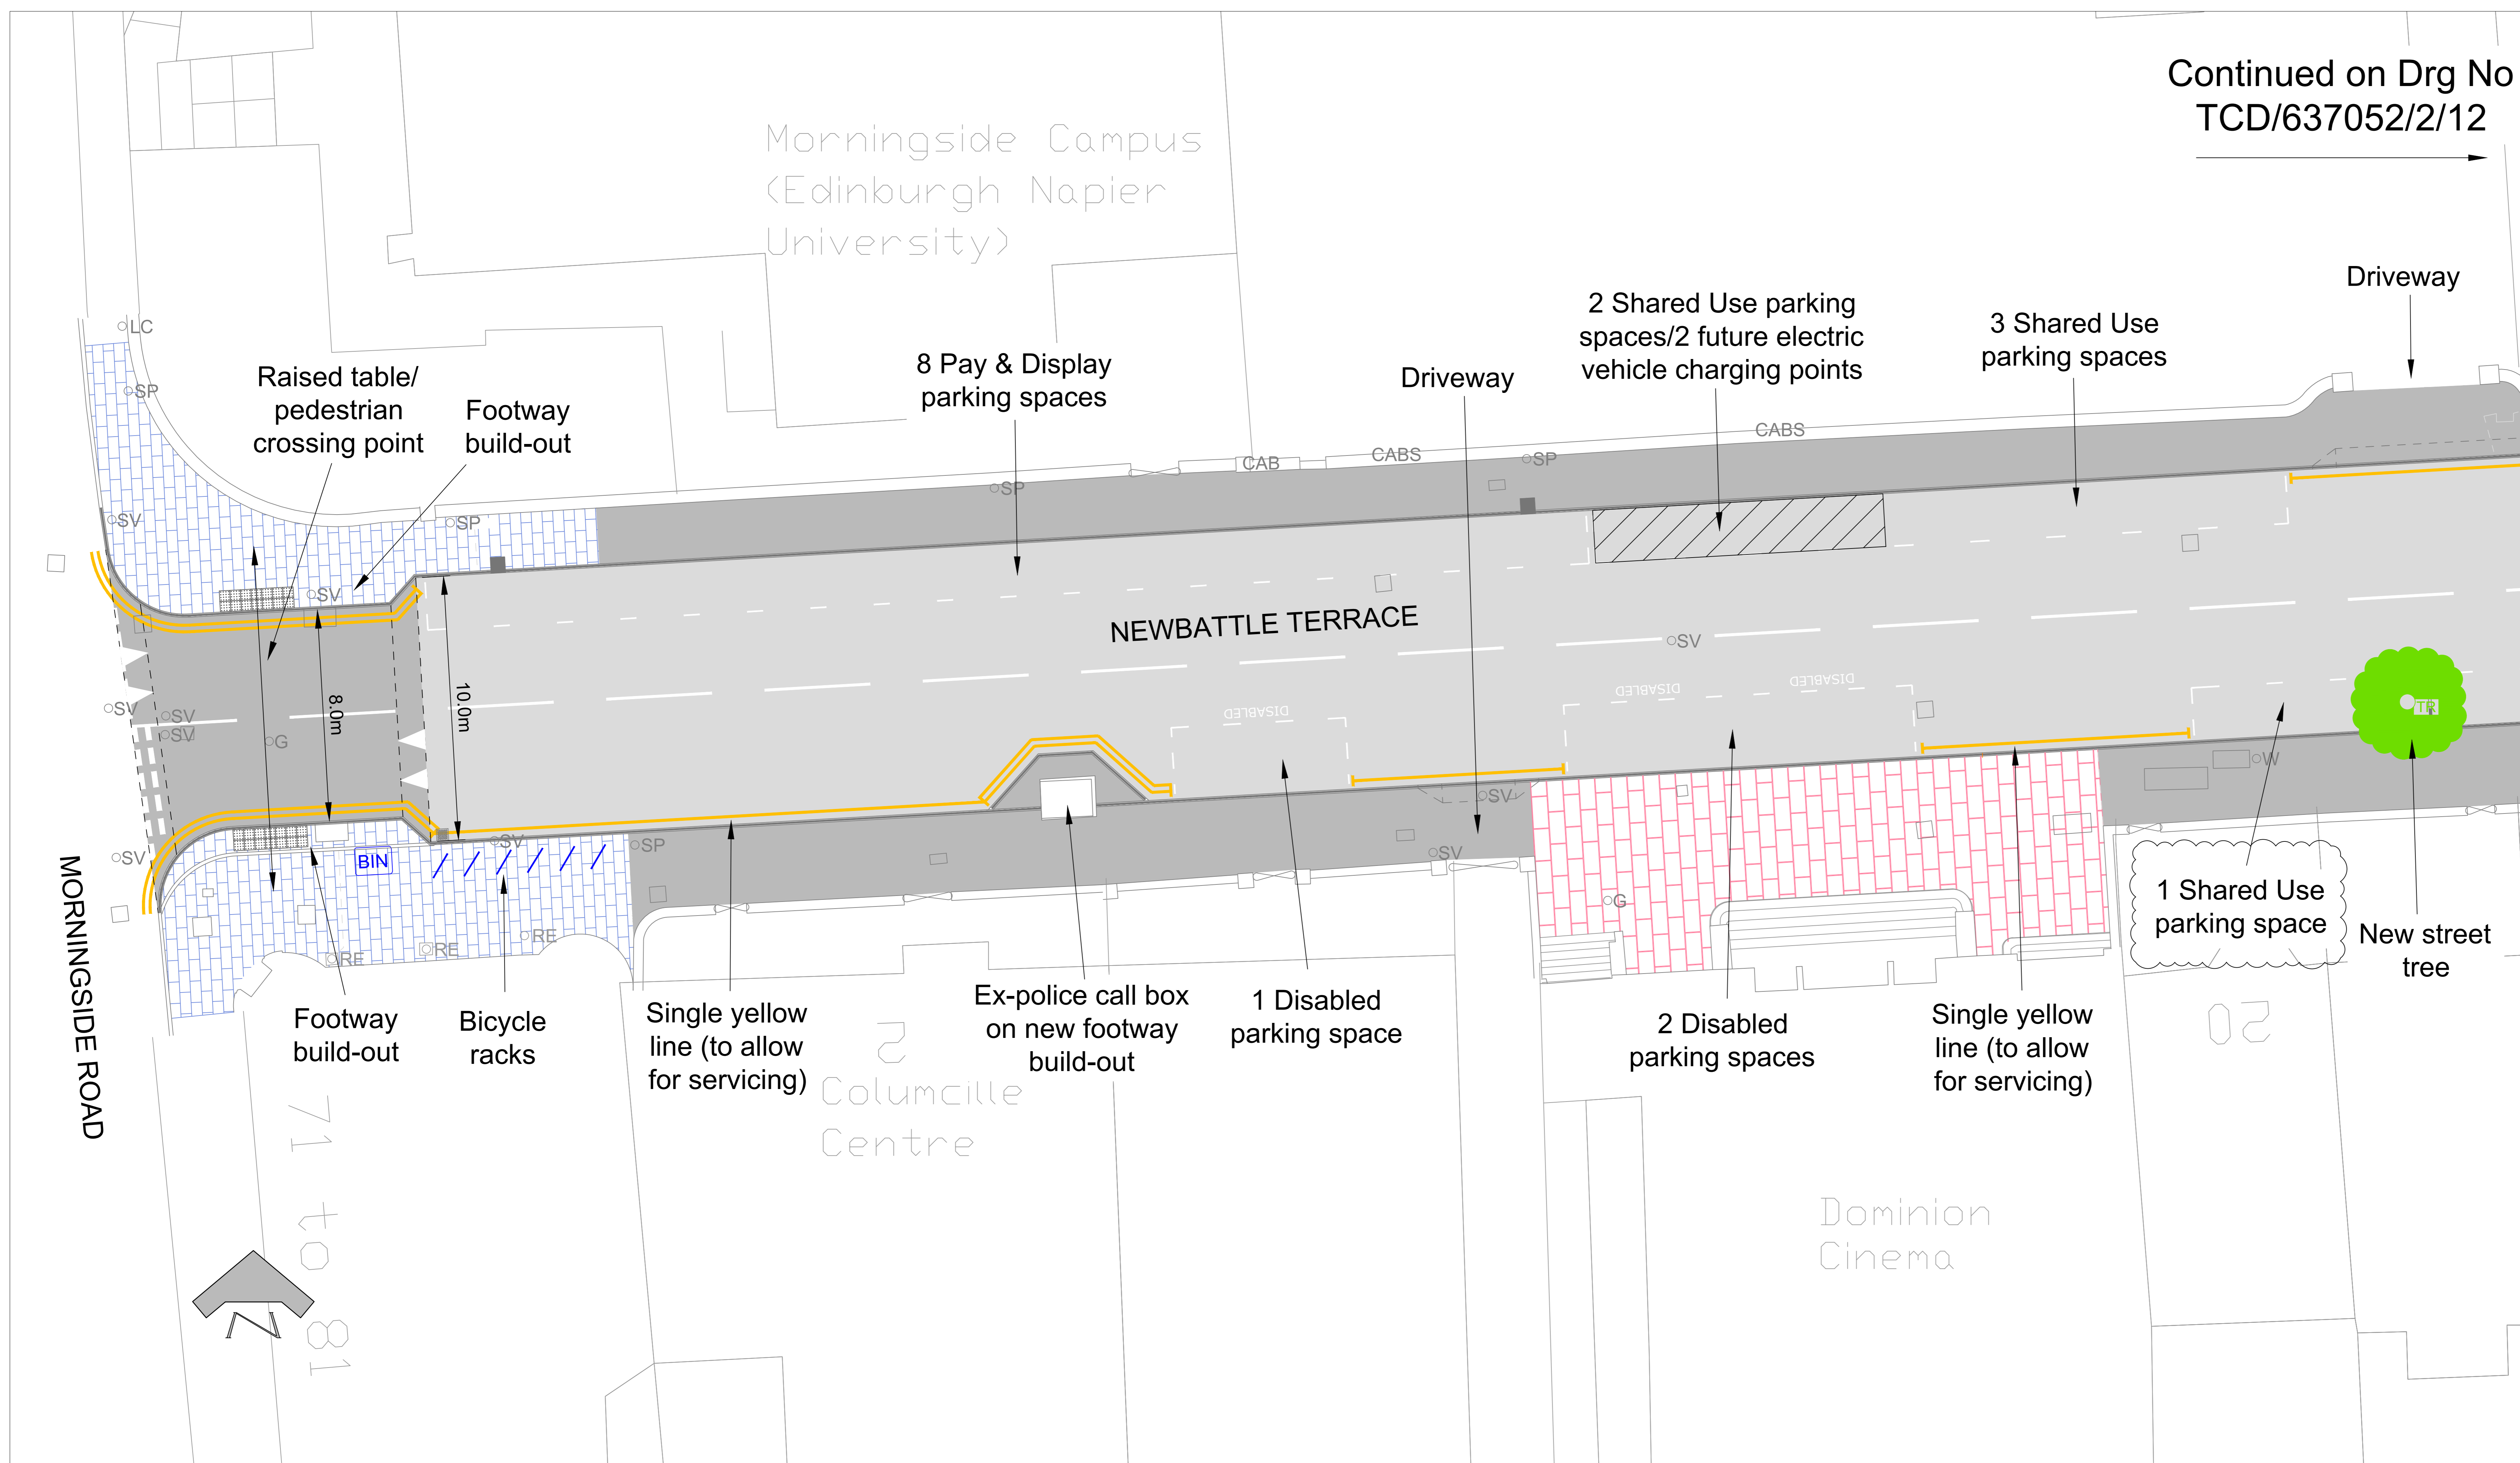 Continued on Drg No
TCD/637052/2/12
Morningside Campus
(Edinburgh Napier
University)
Driveway
2 Shared Use parking
spaces/2 future electric
vehicle charging points
3 Shared Use
parking spaces
8 Pay & Display
parking spaces
Driveway
Raised table/
pedestrian
crossing point
Footway
build-out
LC
SP
SV
SP
SV
SP
CAB
CABS
SP
CABS
NEWBATTLE TERRACE
SV
8.0m
10.0m
SV
SV
SV
G
SV
DISABLED
DISABLED
DISABLED
TR
W
SV
SV
SP
SV
BIN
G
RE
RE
RE
MORNINGSIDE ROAD
Footway
build-out
Bicycle
racks
Single yellow
line (to allow
for servicing)
Ex-police call box
on new footway
build-out
1 Disabled
parking space
2 Disabled
parking spaces
Single yellow
line (to allow
for servicing)
1 Shared Use
parking space
New street
tree
5
Columcille
Centre
20
171 to 181
Dominion
Cinema
N